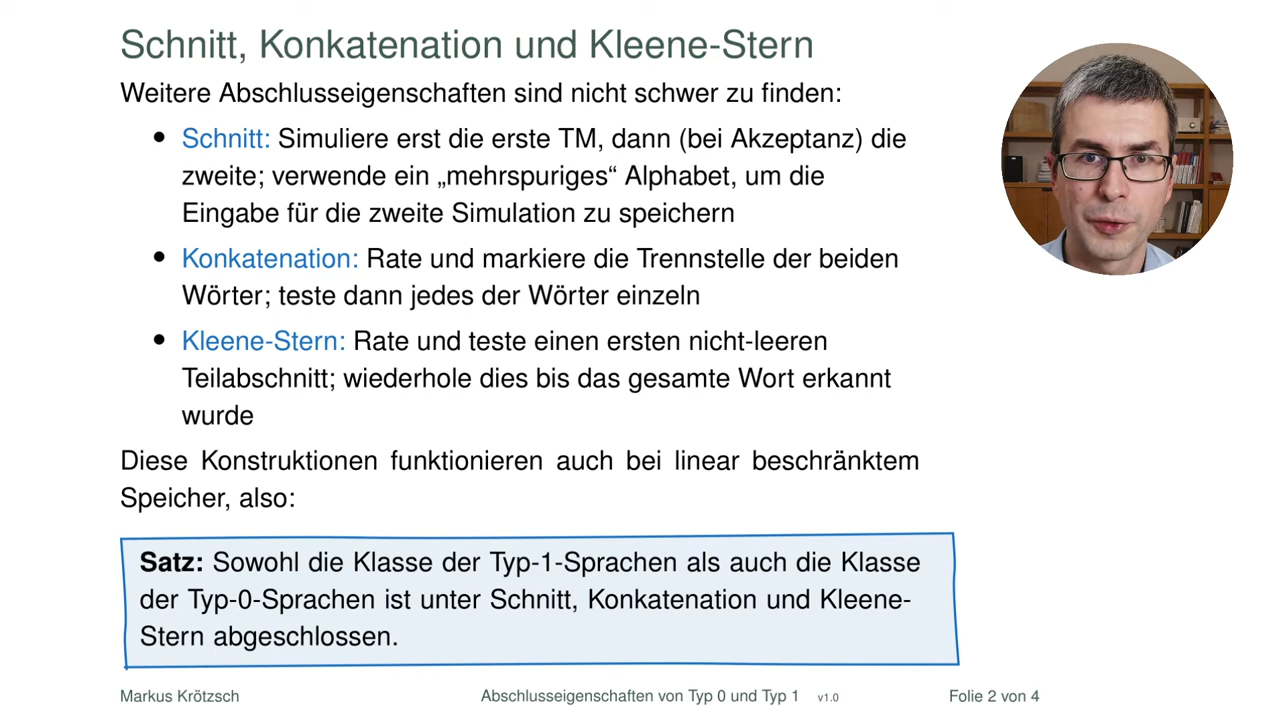 Schnitt, Konkatenation und Kleene-Stern
Weitere Abschlusseigenschaften sind nicht schwer zu finden:
• Schnitt: Simuliere erst die erste TM, dann (bei Akzeptanz) die
zweite; verwende ein „mehrspuriges“ Alphabet, um die
Eingabe für die zweite Simulation zu speichern
• Konkatenation: Rate und markiere die Trennstelle der beiden
Wörter; teste dann jedes der Wörter einzeln
• Kleene-Stern: Rate und teste einen ersten nicht-leeren
Teilabschnitt; wiederhole dies bis das gesamte Wort erkannt
wurde
Diese Konstruktionen funktionieren auch bei linear beschränktem
Speicher, also:
Satz: Sowohl die Klasse der Typ-1-Sprachen als auch die Klasse
der Typ-0-Sprachen ist unter Schnitt, Konkatenation und Kleene-
Stern abgeschlossen.
Markus Krötzsch Abschlusseigenschaften von Typ 0 und Typ 1 v1.0 Folie 2 von 4